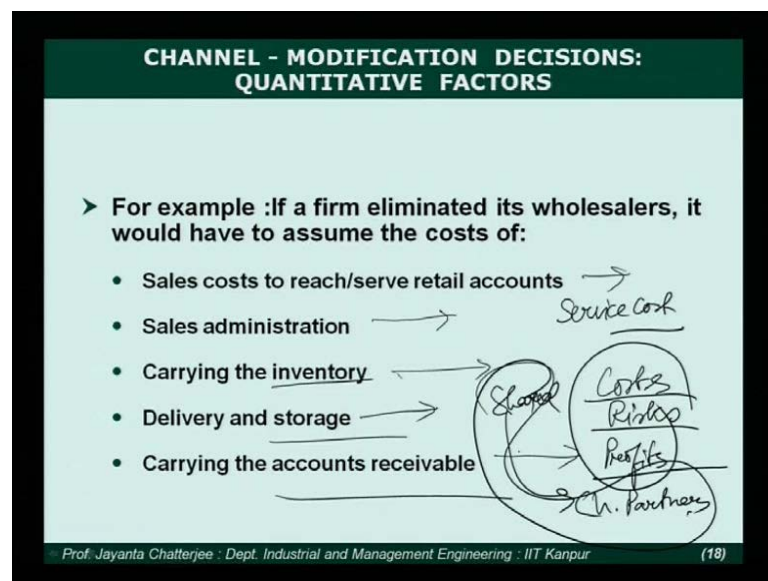 CHANNEL - MODIFICATION DECISIONS:
QUANTITATIVE FACTORS
➤ For example :If a firm eliminated its wholesalers, it
would have to assume the costs of:
• Sales costs to reach/serve retail accounts
Service cost
• Sales administration
• Carrying the inventory
Shared
Costs
Risks
• Delivery and storage
Profits
• Carrying the accounts receivable
Ch. Partners
Prof. Jayanta Chatterjee : Dept. Industrial and Management Engineering : IIT Kanpur (18)